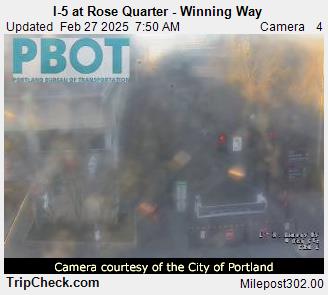 I-5 at Rose Quarter - Winning Way
Updated Feb 27 2025 7:50 AM Camera 4
PBOT
PORTLAND BUREAU OF TRANSPORTATION
Camera courtesy of the City of Portland
TripCheck.com Milepost302.00